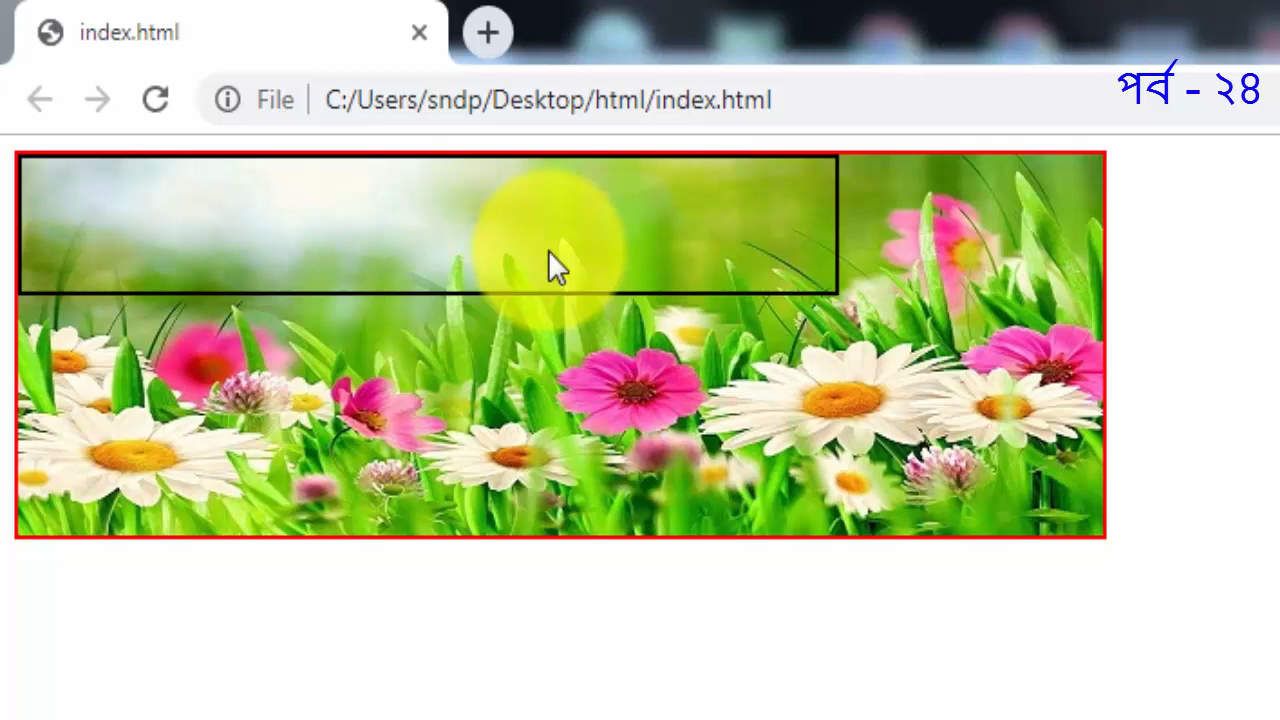 index.html
File C:/Users/sndp/Desktop/html/index.html
পর্ব - ২৪